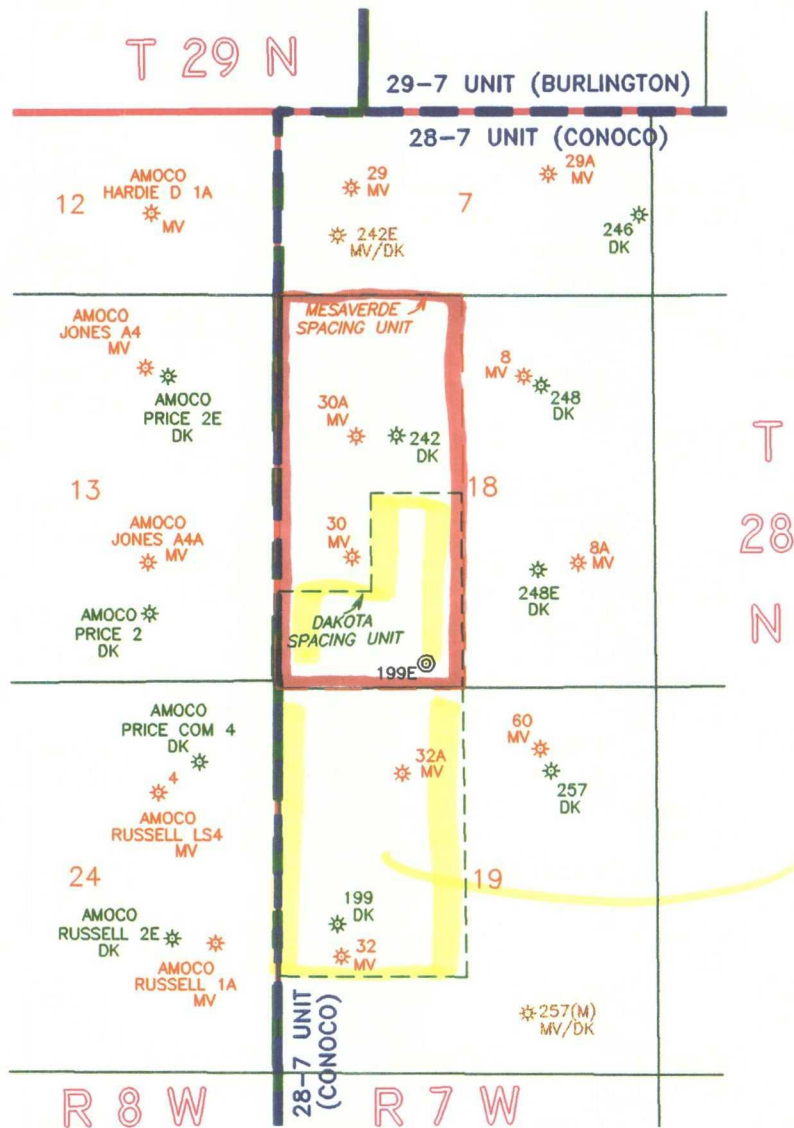 T 29 N
29-7 UNIT (BURLINGTON)
28-7 UNIT (CONOCO)
AMOCO
HARDIE D 1A
MV
12
29
MV
7
29A
MV
242E
MV/DK
246
DK
MESAVERDE
SPACING UNIT
AMOCO
JONES A4
MV
AMOCO
PRICE 2E
DK
8
MV
248
DK
30A
MV
242
DK
T
28
N
13
18
AMOCO
JONES A4A
MV
30
MV
8A
MV
248E
DK
AMOCO
PRICE 2
DK
DAKOTA
SPACING UNIT
199E
AMOCO
PRICE COM 4
DK
4
AMOCO
RUSSELL LS4
MV
32A
MV
60
MV
257
DK
24
19
AMOCO
RUSSELL 2E
DK
AMOCO
RUSSELL 1A
MV
199
DK
32
MV
257(M)
MV/DK
28-7 UNIT
(CONOCO)
R 8 W
R 7 W